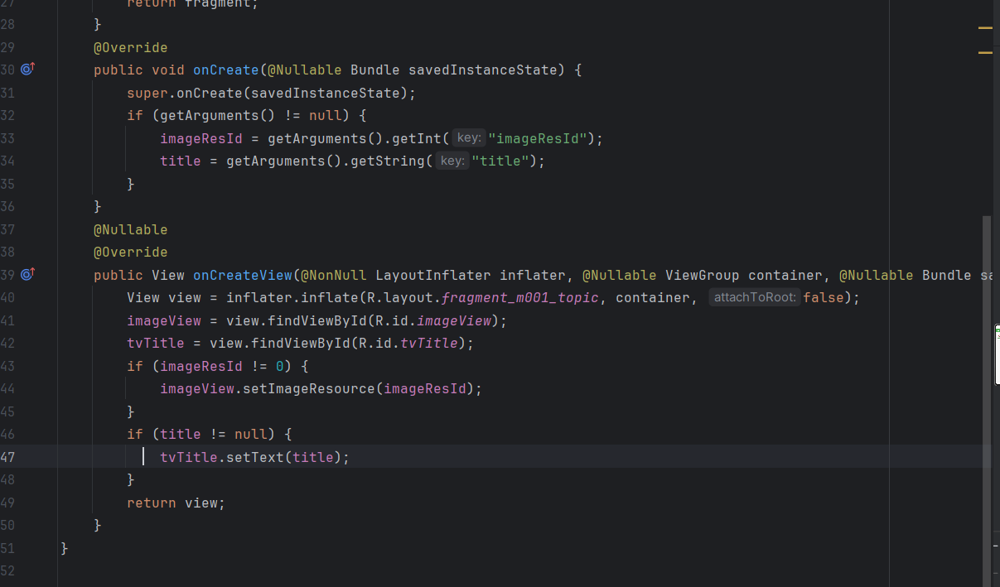 27 return fragment;
28 }
29 @Override
30 public void onCreate(@Nullable Bundle savedInstanceState) {
31 super.onCreate(savedInstanceState);
32 if (getArguments() != null) {
33 imageResId = getArguments().getInt( key: "imageResId");
34 title = getArguments().getString( key: "title");
35 }
36 }
37 @Nullable
38 @Override
39 public View onCreateView(@NonNull LayoutInflater inflater, @Nullable ViewGroup container, @Nullable Bundle sa
40 View view = inflater.inflate(R.layout.fragment_m001_topic, container, attachToRoot: false);
41 imageView = view.findViewById(R.id.imageView);
42 tvTitle = view.findViewById(R.id.tvTitle);
43 if (imageResId != 0) {
44 imageView.setImageResource(imageResId);
45 }
46 if (title != null) {
47 tvTitle.setText(title);
48 }
49 return view;
50 }
51 }
52